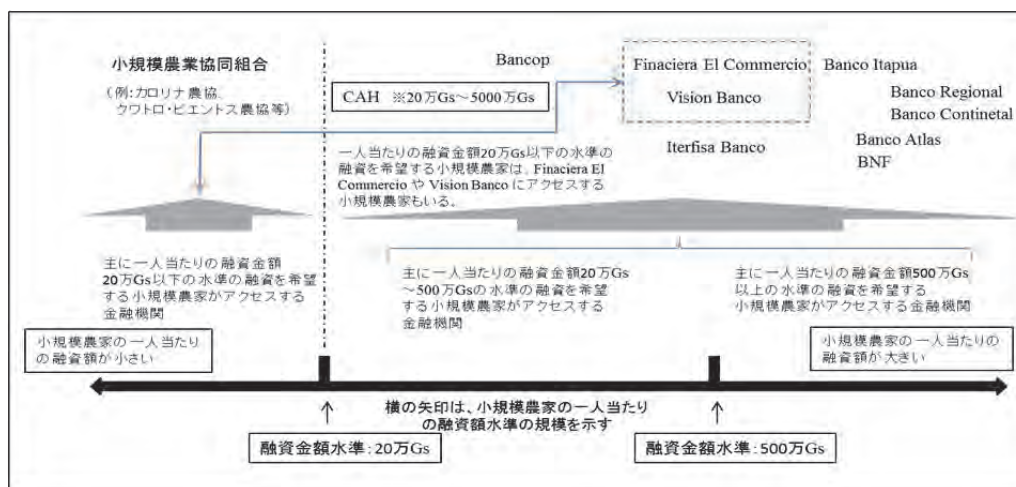 小規模農業協同組合
(例:カロリナ農協、
クワトロ・ビエントス農協等)
CAH ※20万Gs～5000万Gs
Bancop
Finaciera El Commercio
Vision Banco
Iterfisa Banco
Banco Itapua
Banco Regional
Banco Continetal
Banco Atlas
BNF
一人当たりの融資金額20万Gs以下の水準の
融資を希望する小規模農家は、Finaciera El
Commercio や Vision Banco にアクセスする
小規模農家もいる。
主に一人当たりの融資金額
20万Gs以下の水準の融資を希望
する小規模農家がアクセスする
金融機関
主に一人当たりの融資金額20万Gs
～500万Gsの水準の融資を希望
する小規模農家がアクセスする
金融機関
主に一人当たりの融資金額500万Gs
以上の水準の融資を希望する
小規模農家がアクセスする金融機関
小規模農家の一人当たり
の融資額が小さい
小規模農家の一人当たりの
融資額が大きい
横の矢印は、小規模農家の一人当たり
の融資額水準の規模を示す
融資金額水準:20万Gs
融資金額水準:500万Gs